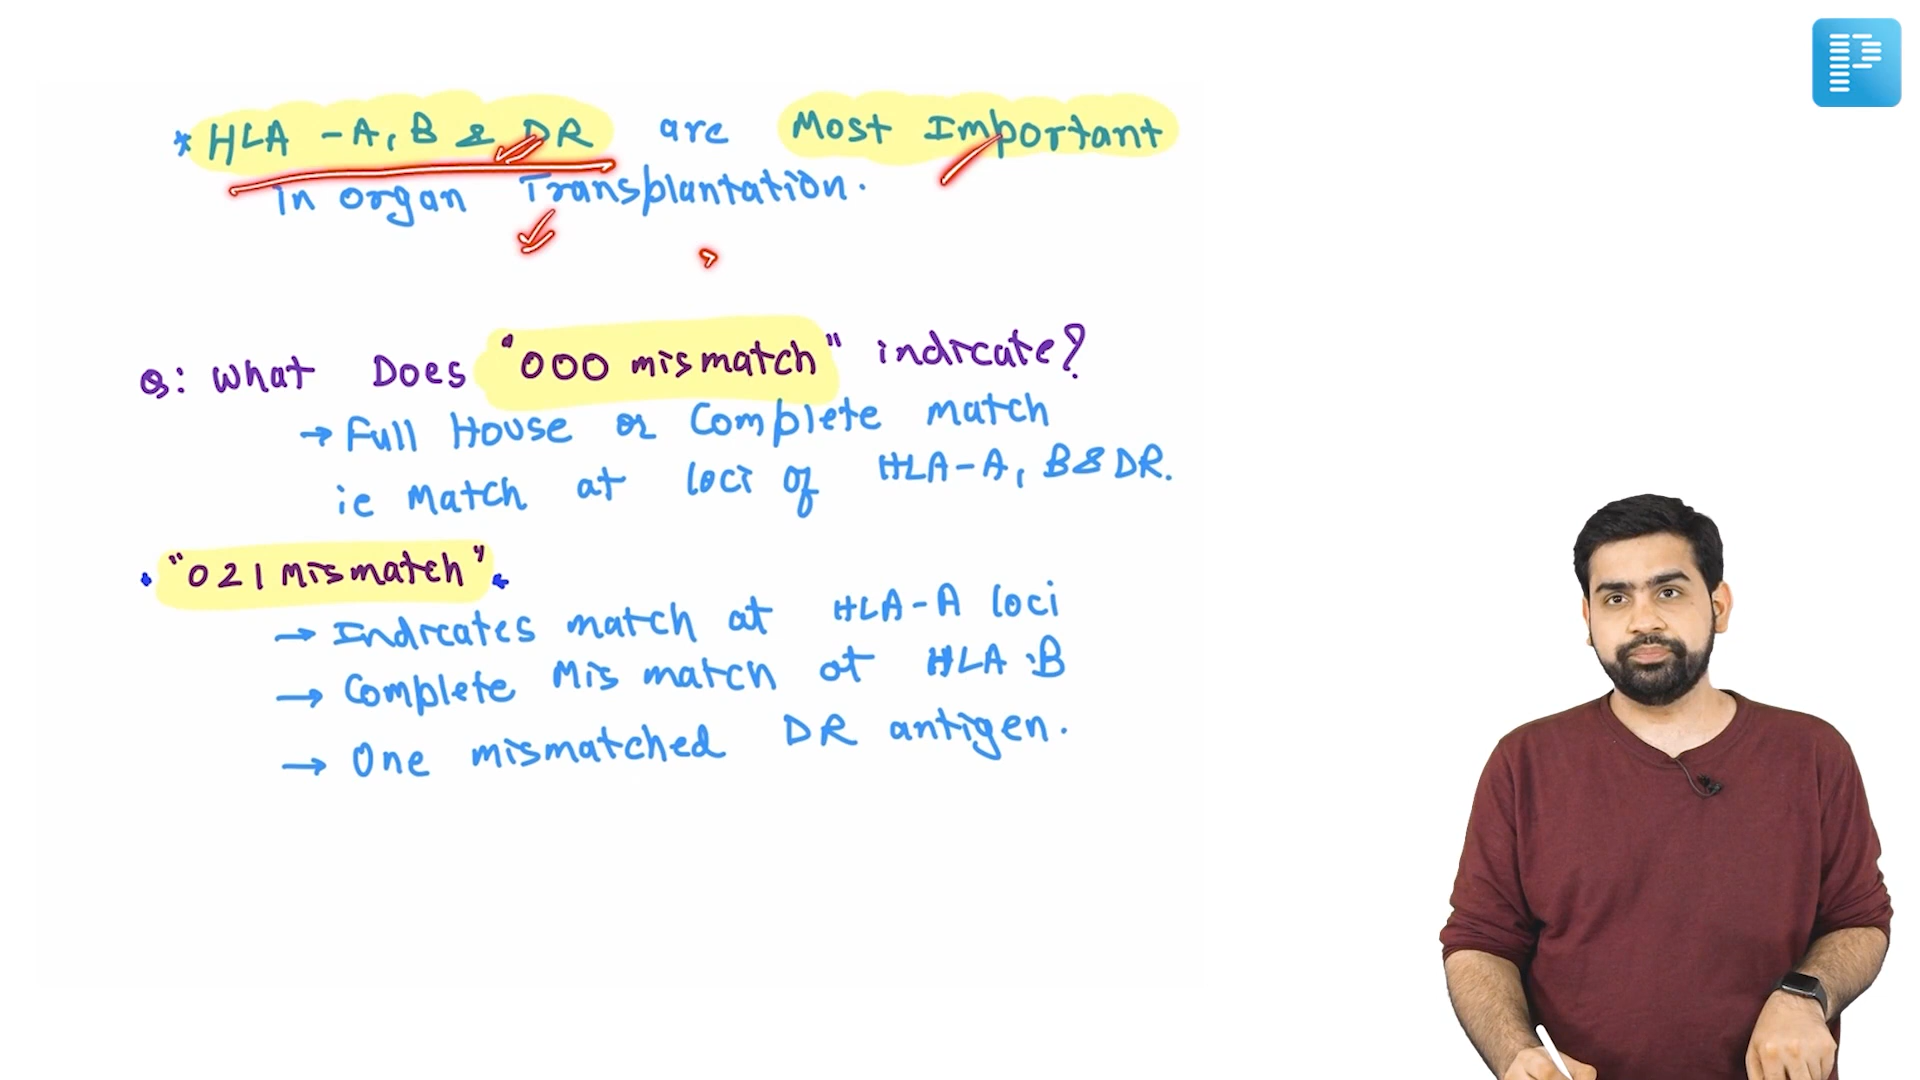 * HLA - A, B & DR are Most Important
in organ Transplantation.
Q: What Does "000 mismatch" indicate?
→ Full House or Complete match
ie Match at loci of HLA-A, B & DR.
• "021 Mismatch".
→ Indicates match at HLA-A loci
→ Complete Mis match at HLA-B
→ One mismatched DR antigen.